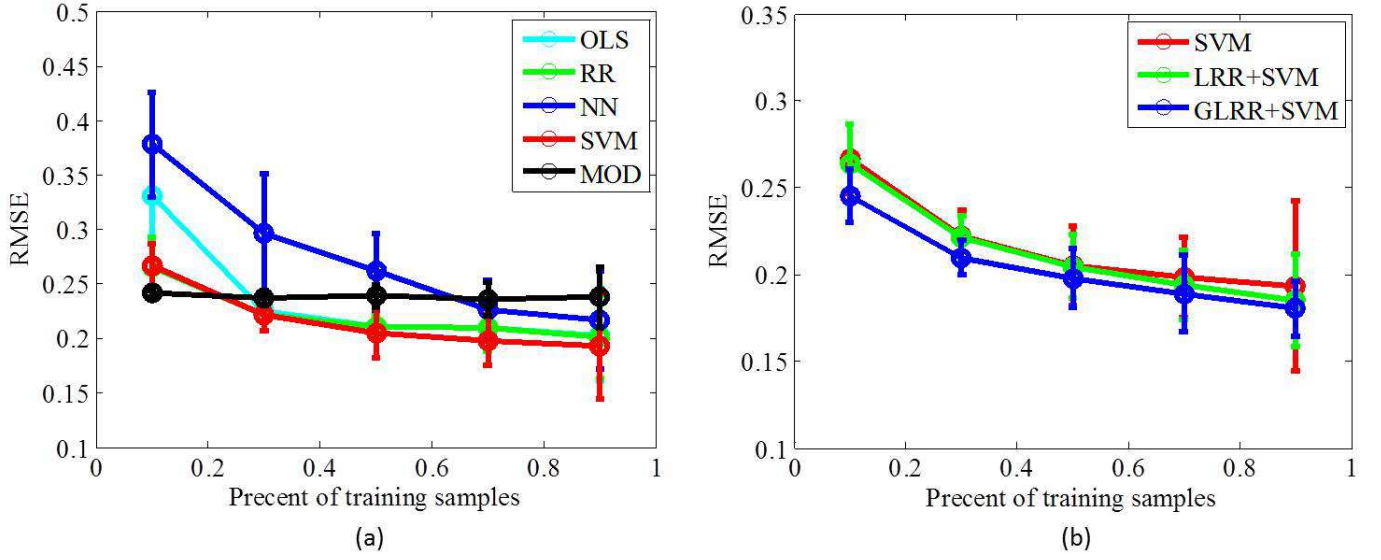 0.5
0.45
0.4
0.35
0.3
0.25
0.2
0.15
0.1
RMSE
OLS
RR
NN
SVM
MOD
0 0.2 0.4 0.6 0.8 1
Precent of training samples
(a)
0.35
0.3
0.25
0.2
0.15
0.1
RMSE
SVM
LRR+SVM
GLRR+SVM
0 0.2 0.4 0.6 0.8 1
Precent of training samples
(b)